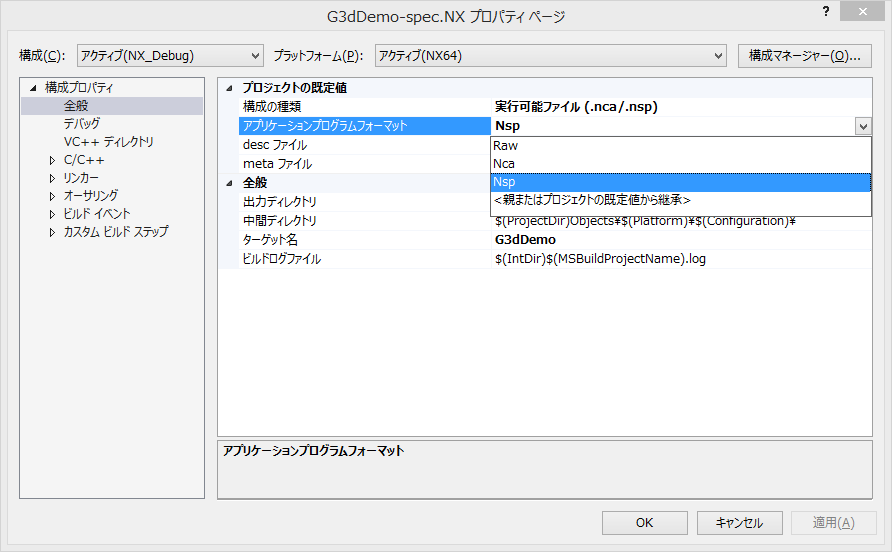 G3dDemo-spec.NX プロパティ ページ
? ×
構成(C): アクティブ(NX_Debug) プラットフォーム(P): アクティブ(NX64) 構成マネージャー(O)...
構成プロパティ
全般
デバッグ
VC++ ディレクトリ
C/C++
リンカー
オーサリング
ビルド イベント
カスタム ビルド ステップ
プロジェクトの既定値
構成の種類 実行可能ファイル (.nca/.nsp)
アプリケーションプログラムフォーマット Nsp
desc ファイル
meta ファイル
Raw
Nca
Nsp
<親またはプロジェクトの既定値から継承>
全般
出力ディレクトリ
中間ディレクトリ $(ProjectDir)Objects¥$(Platform)¥$(Configuration)¥
ターゲット名 G3dDemo
ビルドログファイル $(IntDir)$(MSBuildProjectName).log
アプリケーションプログラムフォーマット
OK キャンセル 適用(A)